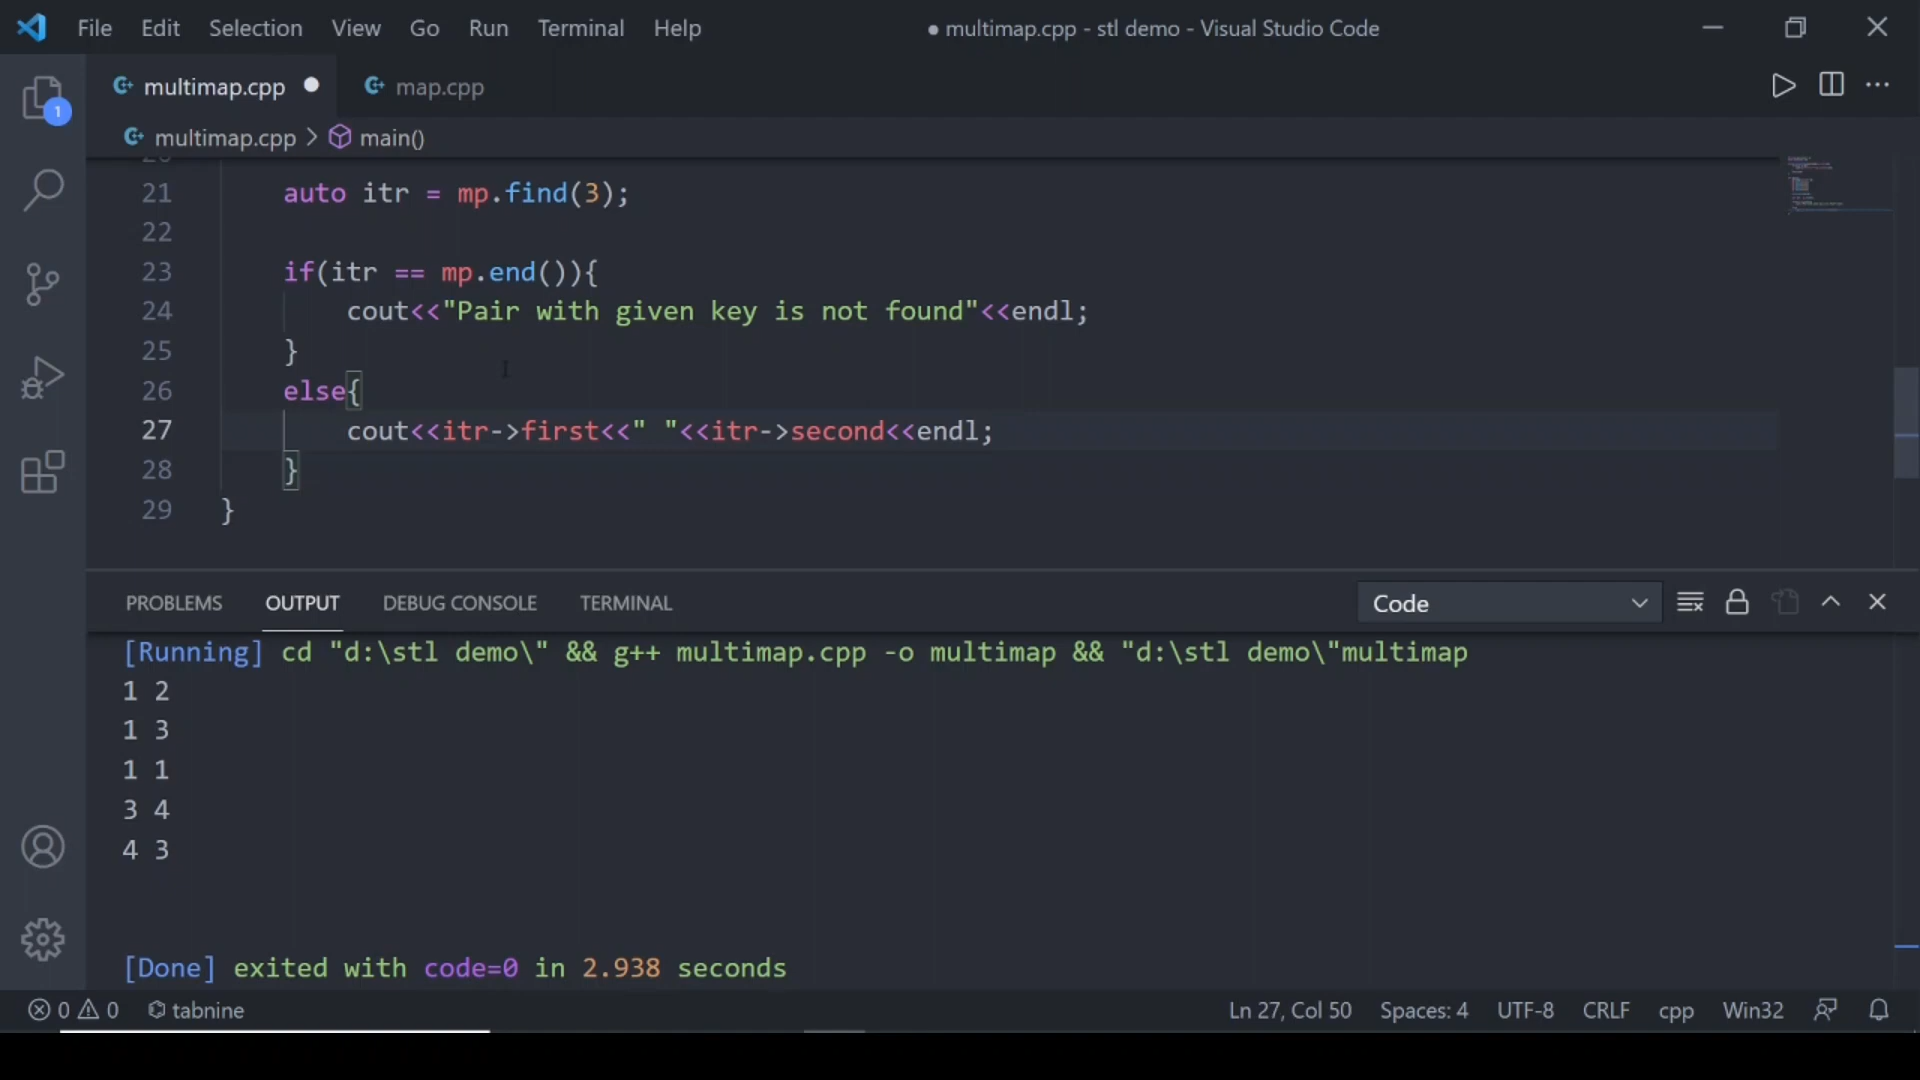 File Edit Selection View Go Run Terminal Help ● multimap.cpp - stl demo - Visual Studio Code
multimap.cpp ● map.cpp
1
multimap.cpp > main()
21 auto itr = mp.find(3);
22
23 if(itr == mp.end()){
24 cout<<"Pair with given key is not found"<<endl;
25 }
26 else{
27 cout<<itr->first<<" "<<itr->second<<endl;
28 }
29 }
PROBLEMS OUTPUT DEBUG CONSOLE TERMINAL Code
[Running] cd "d:\stl demo\" && g++ multimap.cpp -o multimap && "d:\stl demo\"multimap
1 2
1 3
1 1
3 4
4 3
[Done] exited with code=0 in 2.938 seconds
0 0 tabnine Ln 27, Col 50 Spaces: 4 UTF-8 CRLF cpp Win32